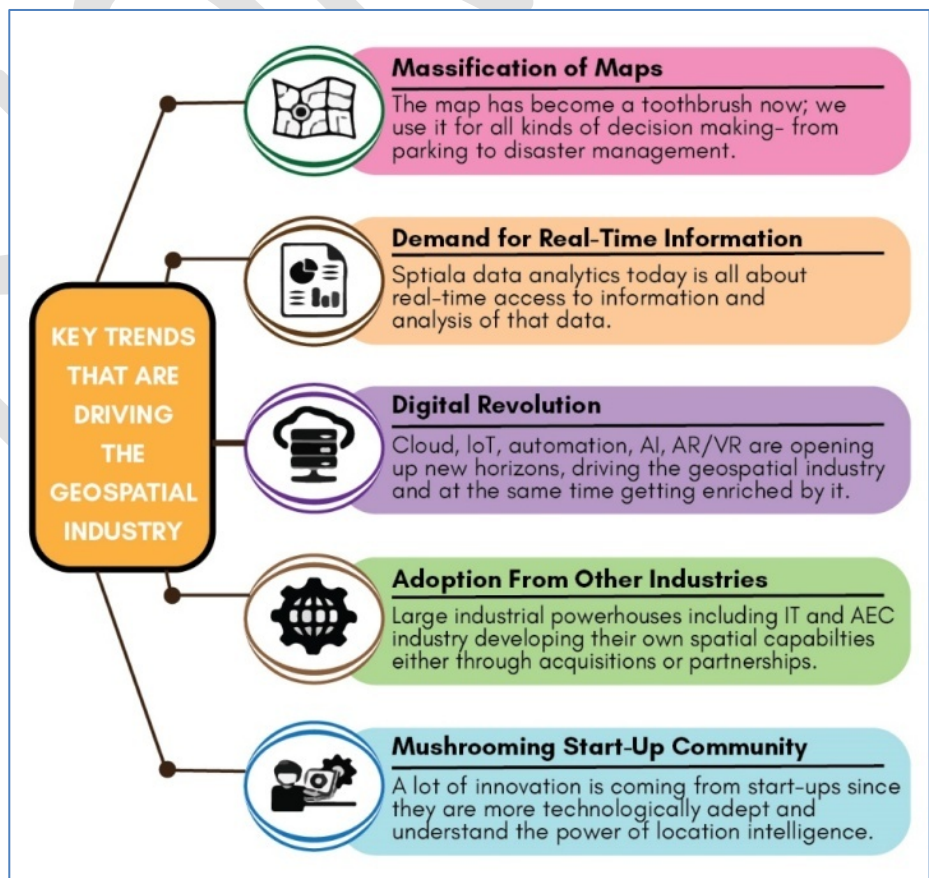 KEY TRENDS
THAT ARE
DRIVING
THE
GEOSPATIAL
INDUSTRY
Massification of Maps
The map has become a toothbrush now; we
use it for all kinds of decision making- from
parking to disaster management.
Demand for Real-Time Information
Sptiala data analytics today is all about
real-time access to information and
analysis of that data.
Digital Revolution
Cloud, IoT, automation, AI, AR/VR are opening
up new horizons, driving the geospatial industry
and at the same time getting enriched by it.
Adoption From Other Industries
Large industrial powerhouses including IT and AEC
industry developing their own spatial capabilties
either through acquisitions or partnerships.
Mushrooming Start-Up Community
A lot of innovation is coming from start-ups since
they are more technologically adept and
understand the power of location intelligence.